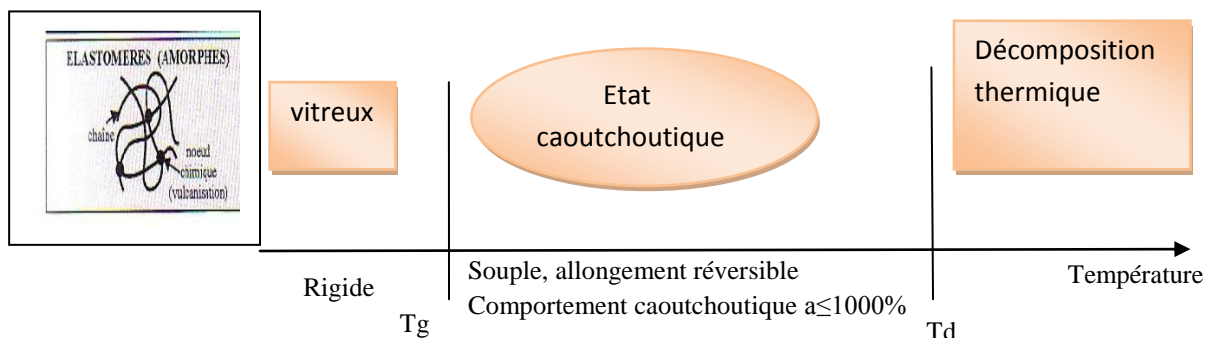 ELASTOMERES (AMORPHES)
chaîne
noeud
chimique
(vulcanisation)
vitreux
Etat
caoutchoutique
Décomposition
thermique
Rigide
Souple, allongement réversible
Comportement caoutchoutique a≤1000%
Température
Tg
Td